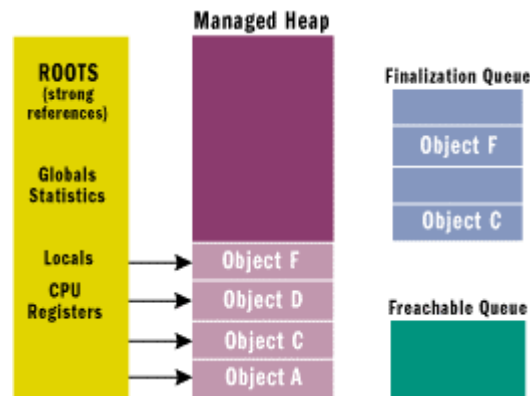 Managed Heap
ROOTS
(strong
references)
Globals
Statistics
Locals
CPU
Registers
Object F
Object D
Object C
Object A
Finalization Queue
Object F
Object C
Freachable Queue